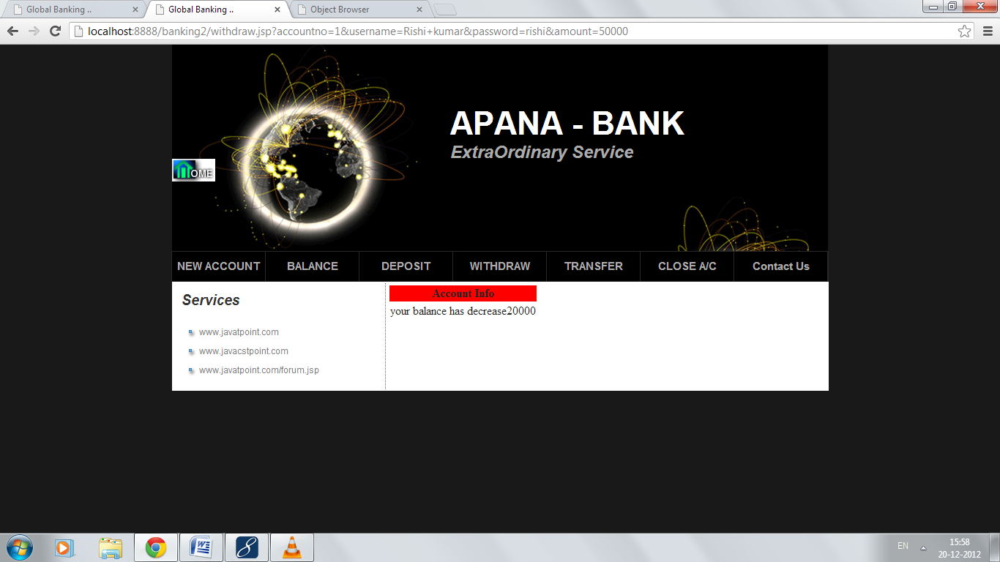 Global Banking ..
Global Banking ..
Object Browser
localhost:8888/banking2/withdraw.jsp?accountno=1&username=Rishi+kumar&password=rishi&amount=50000
APANA - BANK
ExtraOrdinary Service
HOME
NEW ACCOUNT BALANCE DEPOSIT WITHDRAW TRANSFER CLOSE A/C Contact Us
Services
Account Info
your balance has decrease20000
www.javatpoint.com
www.javacstpoint.com
www.javatpoint.com/forum.jsp
EN
15:58
20-12-2012